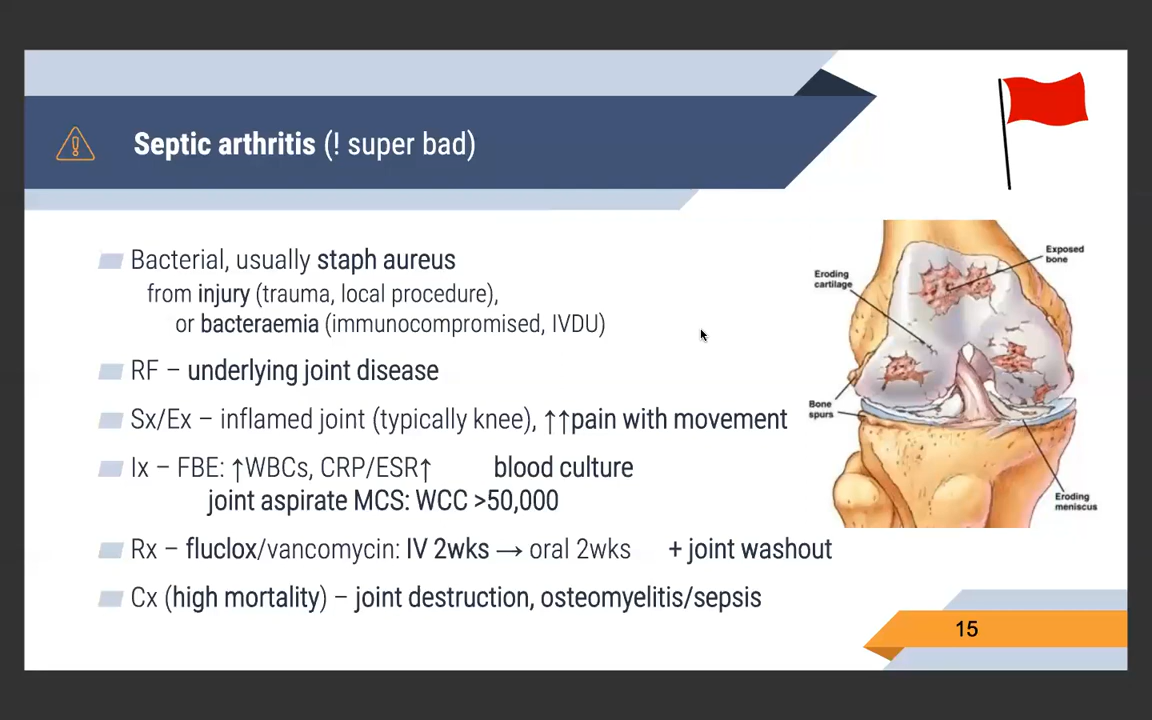 Septic arthritis (! super bad)
Bacterial, usually staph aureus
from injury (trauma, local procedure),
or bacteraemia (immunocompromised, IVDU)
RF – underlying joint disease
Sx/Ex – inflamed joint (typically knee), ↑↑pain with movement
Ix – FBE: ↑WBCs, CRP/ESR↑ blood culture
joint aspirate MCS: WCC >50,000
Rx – fluclox/vancomycin: IV 2wks → oral 2wks + joint washout
Cx (high mortality) – joint destruction, osteomyelitis/sepsis
Exposed
bone
Eroding
cartilage
Bone
spurs
Eroding
meniscus
15